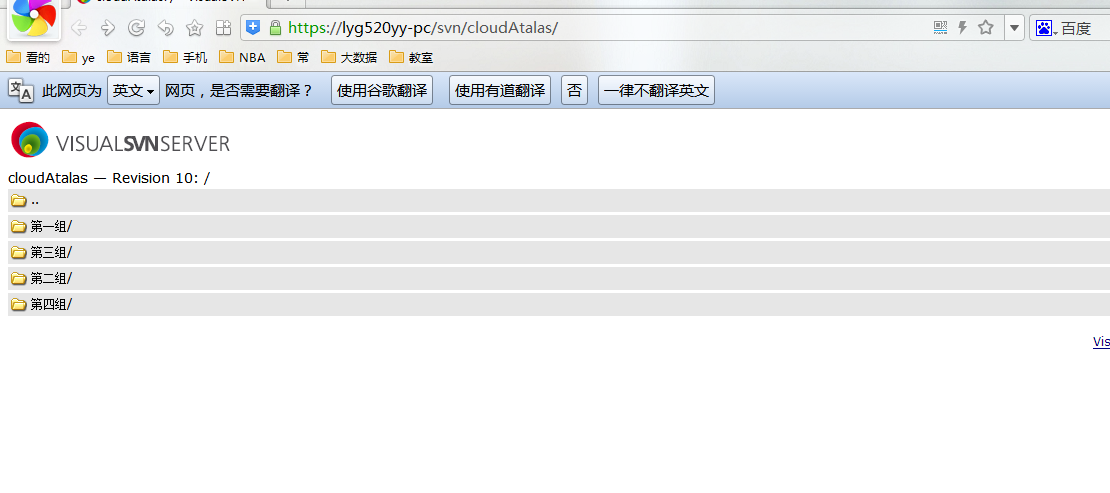 https://lyg520yy-pc/svn/cloudAtalas/ 百度
看的 ye 语言 手机 NBA 常 大数据 教室
此网页为 英文 网页，是否需要翻译？ 使用谷歌翻译 使用有道翻译 否 一律不翻译英文
VISUALSVNSERVER
cloudAtalas — Revision 10: /
..
第一组/
第三组/
第二组/
第四组/
Vis